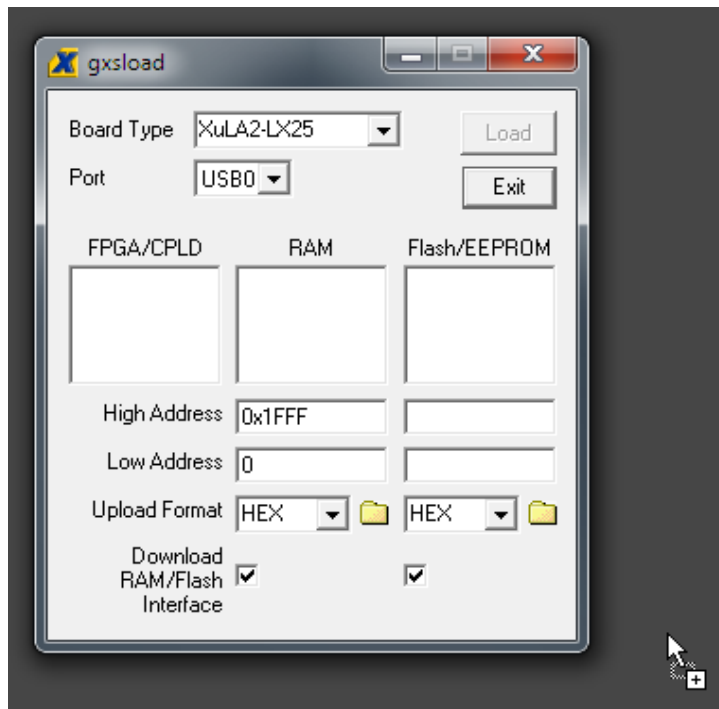 gxsload
Board Type XuLA2-LX25 Load
Port USB0 Exit
FPGA/CPLD RAM Flash/EEPROM
High Address 0x1FFF
Low Address 0
Upload Format HEX HEX
Download
RAM/Flash
Interface